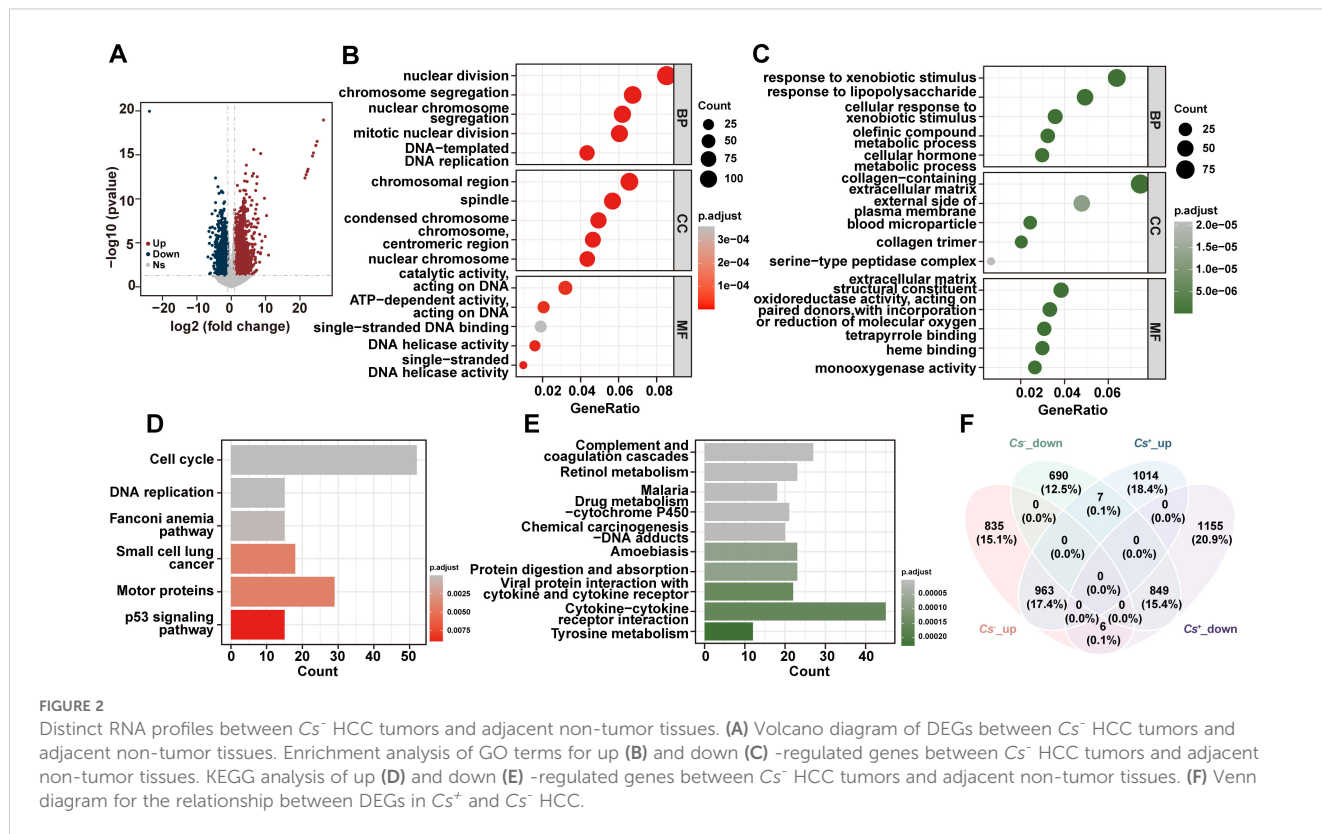 A
20
15
10
5
0
−log10 (pvalue)
Up
Down
Ns
−20
−10
0
10
20
log2 (fold change)
B
nuclear division
chromosome segregation
nuclear chromosome
segregation
mitotic nuclear division
DNA−templated
DNA replication
chromosomal region
spindle
condensed chromosome
chromosome,
centromeric region
nuclear chromosome
catalytic activity,
acting on DNA
ATP−dependent activity,
acting on DNA
single−stranded DNA binding
DNA helicase activity
single−stranded
DNA helicase activity
BP
CC
MF
0.02 0.04 0.06 0.08
GeneRatio
Count
25
50
75
100
p.adjust
3e−04
2e−04
1e−04
C
response to xenobiotic stimulus
response to lipopolysaccharide
cellular response to
xenobiotic stimulus
olefinic compound
metabolic process
cellular hormone
metabolic process
collagen−containing
extracellular matrix
external side of
plasma membrane
blood microparticle
collagen trimer
serine−type peptidase complex
extracellular matrix
structural constituent
oxidoreductase activity, acting on
paired donors,with incorporation
or reduction of molecular oxygen
tetrapyrrole binding
heme binding
monooxygenase activity
BP
CC
MF
0.02 0.04 0.06
GeneRatio
Count
25
50
75
p.adjust
2.0e−05
1.5e−05
1.0e−05
5.0e−06
D
Cell cycle
DNA replication
Fanconi anemia
pathway
Small cell lung
cancer
Motor proteins
p53 signaling
pathway
0 10 20 30 40 50
Count
p.adjust
0.0025
0.0050
0.0075
E
Complement and
coagulation cascades
Retinol metabolism
Malaria
Drug metabolism
−cytochrome P450
Chemical carcinogenesis
−DNA adducts
Amoebiasis
Protein digestion and absorption
Viral protein interaction with
cytokine and cytokine receptor
Cytokine−cytokine
receptor interaction
Tyrosine metabolism
0 20 40
Count
p.adjust
0.00005
0.00010
0.00015
0.00020
F
Cs⁻_down
Cs⁺_up
690
(12.5%)
1014
(18.4%)
7
(0.1%)
0
(0.0%)
0
(0.0%)
835
(15.1%)
1155
(20.9%)
0
(0.0%)
0
(0.0%)
0
(0.0%)
963
(17.4%)
849
(15.4%)
0
(0.0%)
0
(0.0%)
6
(0.1%)
Cs⁻_up
Cs⁺_down
FIGURE 2
Distinct RNA profiles between Cs⁻ HCC tumors and adjacent non-tumor tissues. (A) Volcano diagram of DEGs between Cs⁻ HCC tumors and
adjacent non-tumor tissues. Enrichment analysis of GO terms for up (B) and down (C) -regulated genes between Cs⁻ HCC tumors and adjacent
non-tumor tissues. KEGG analysis of up (D) and down (E) -regulated genes between Cs⁻ HCC tumors and adjacent non-tumor tissues. (F) Venn
diagram for the relationship between DEGs in Cs⁺ and Cs⁻ HCC.